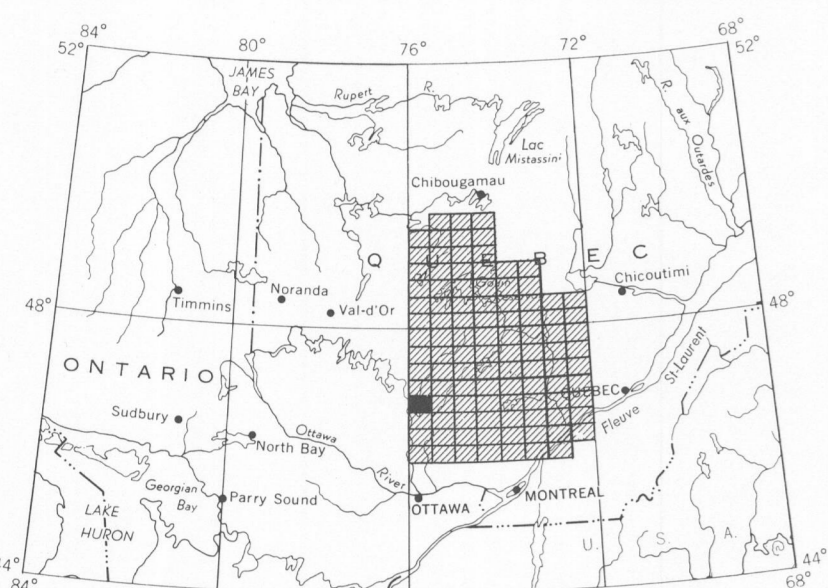 84°
80°
76°
72°
68°
52°
52°
JAMES
BAY
Rupert R.
R. aux Outardes
Lac
Mistassini
Chibougamau
QUEBEC
Chicoutimi
Noranda
Timmins
Val-d'Or
48°
48°
ONTARIO
St-Laurent
QUÉBEC
Fleuve
Sudbury
Ottawa
North Bay
River
Georgian
Bay
Parry Sound
OTTAWA
MONTREAL
LAKE
HURON
U. S. A.
44°
44°
84°
68°